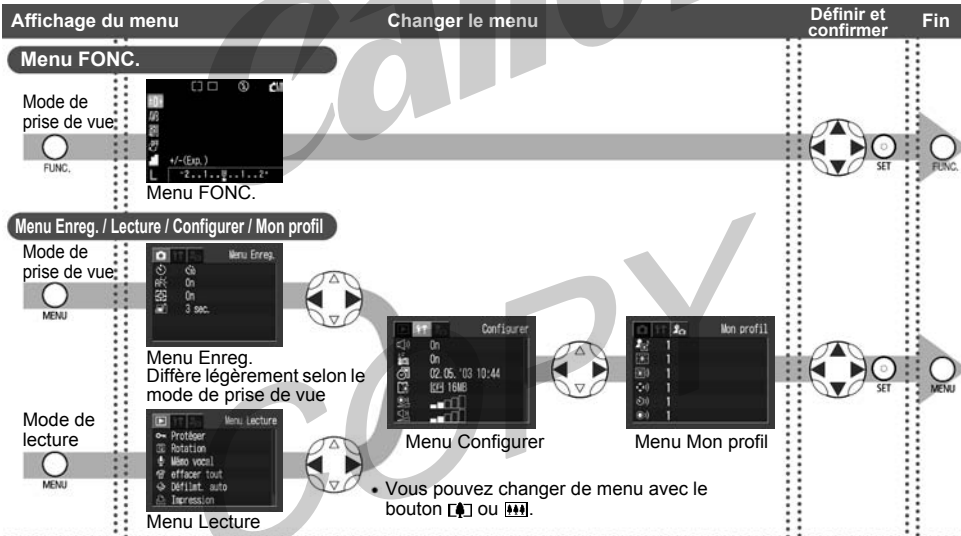 Affichage du menu
Changer le menu
Définir et
confirmer
Fin
Menu FONC.
Mode de
prise de vue
FUNC.
+/-(Exp.)
-2..1..0..1..2+
L
Menu FONC.
SET
FUNC.
Menu Enreg. / Lecture / Configurer / Mon profil
Mode de
prise de vue
MENU
Menu Enreg.
On
On
3 sec.
Menu Enreg.
Diffère légèrement selon le
mode de prise de vue
Configurer
On
On
02.05.'03 10:44
16MB
Menu Configurer
Mon profil
1
1
1
1
1
1
Menu Mon profil
SET
MENU
Mode de
lecture
MENU
Menu Lecture
Protéger
Rotation
Mémo vocal
effacer tout
Défilmt. auto
Impression
Menu Lecture
• Vous pouvez changer de menu avec le
bouton [ ] ou [ ].
COPY